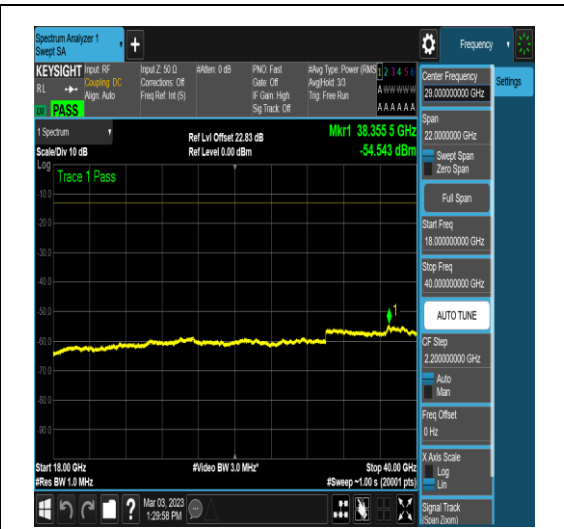 Spectrum Analyzer 1
Swept SA
Frequency
KEYSIGHT
RL
PASS
Input: RF
Coupling: DC
Align: Auto
Input Z: 50 Ω
Corrections: Off
Freq Ref: Int (S)
#Atten: 0 dB
PNO: Fast
Gate: Off
IF Gain: High
Sig Track: Off
#Avg Type: Power (RMS)
Avg|Hold: 3/3
Trig: Free Run
1 2 3 4 5 6
A W W W W W
A A A A A A
1 Spectrum
Scale/Div 10 dB
Ref Lvl Offset 22.83 dB
Ref Level 0.00 dBm
Mkr1 38.355 5 GHz
-54.543 dBm
Log
Trace 1 Pass
-10.0
-20.0
-30.0
-40.0
-50.0
-60.0
-70.0
-80.0
-90.0
1
Start 18.00 GHz
#Res BW 1.0 MHz
#Video BW 3.0 MHz*
Stop 40.00 GHz
#Sweep ~1.00 s (20001 pts)
Mar 03, 2023
1:29:58 PM
Center Frequency
29.000000000 GHz
Settings
Span
22.0000000 GHz
Swept Span
Zero Span
Full Span
Start Freq
18.000000000 GHz
Stop Freq
40.000000000 GHz
AUTO TUNE
CF Step
2.200000000 GHz
Auto
Man
Freq Offset
0 Hz
X Axis Scale
Log
Lin
Signal Track
(Span Zoom)